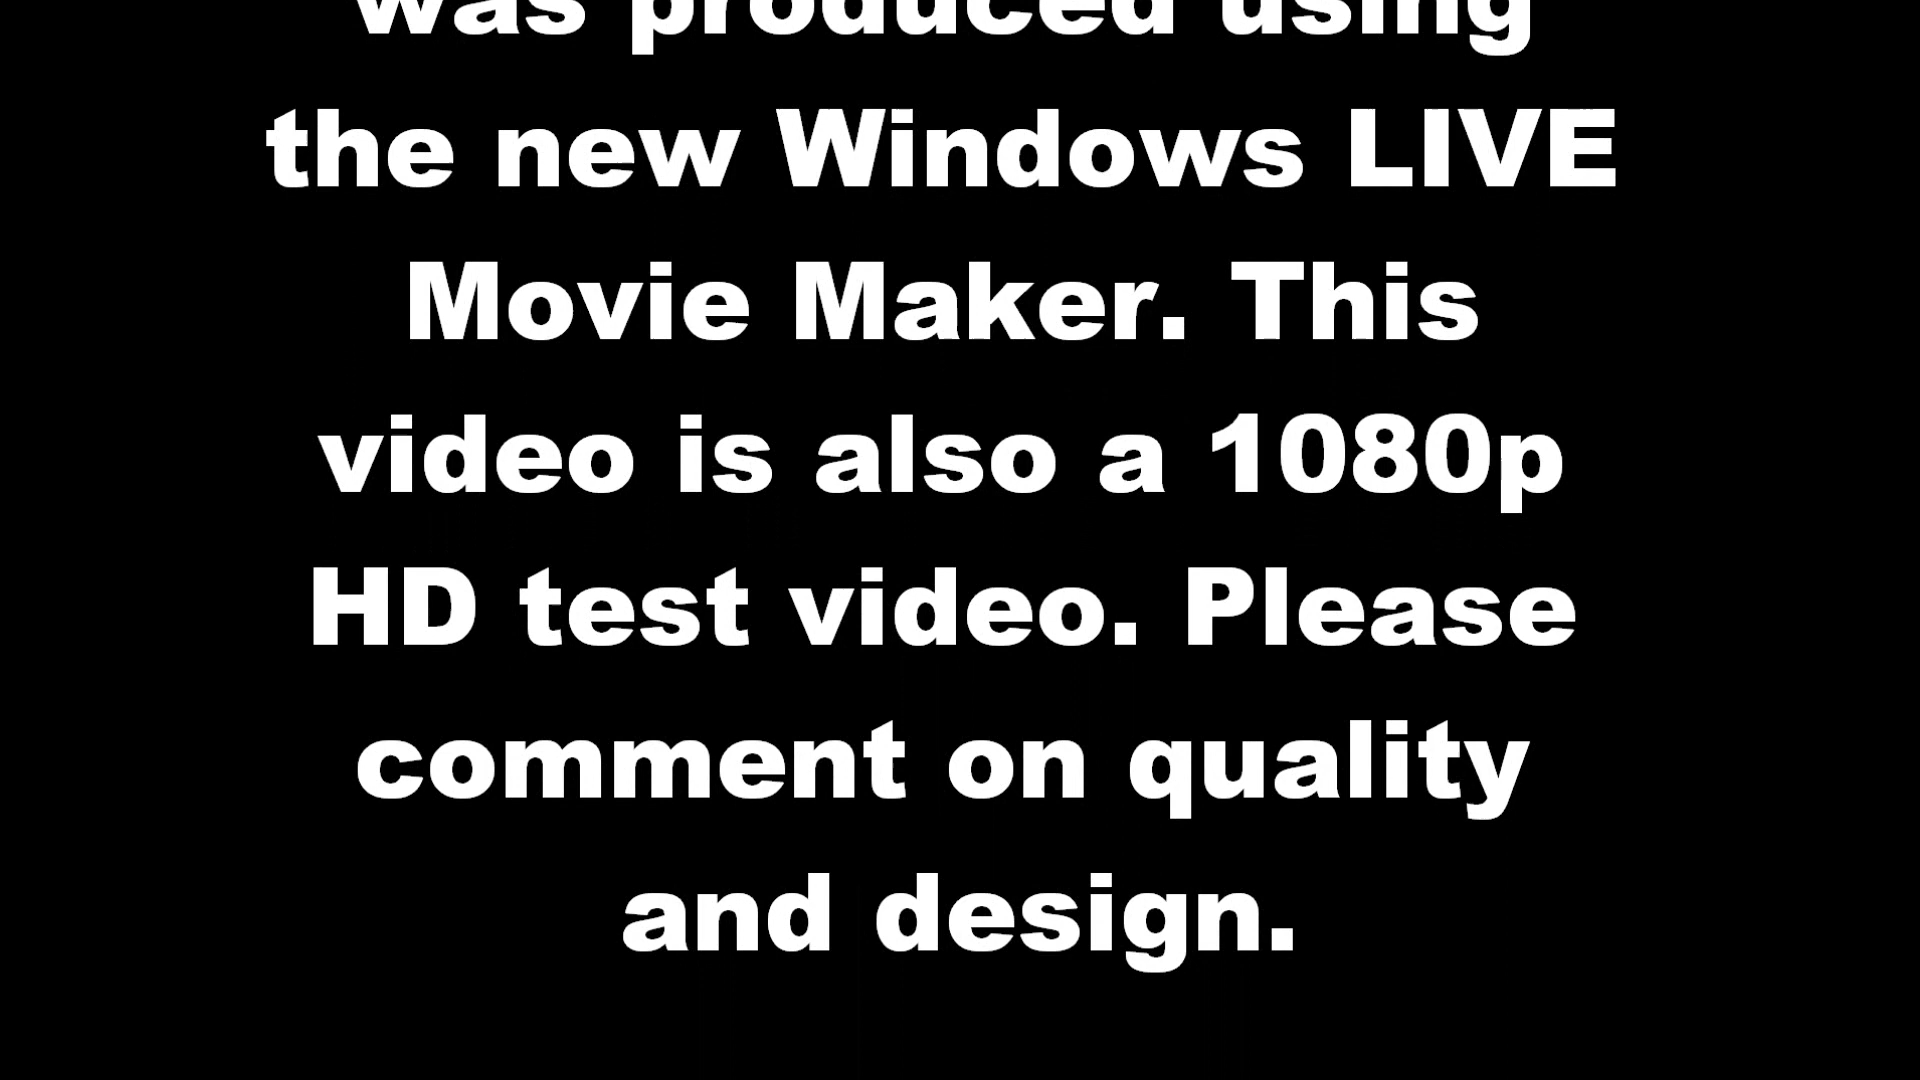 was produced using
the new Windows LIVE
Movie Maker. This
video is also a 1080p
HD test video. Please
comment on quality
and design.